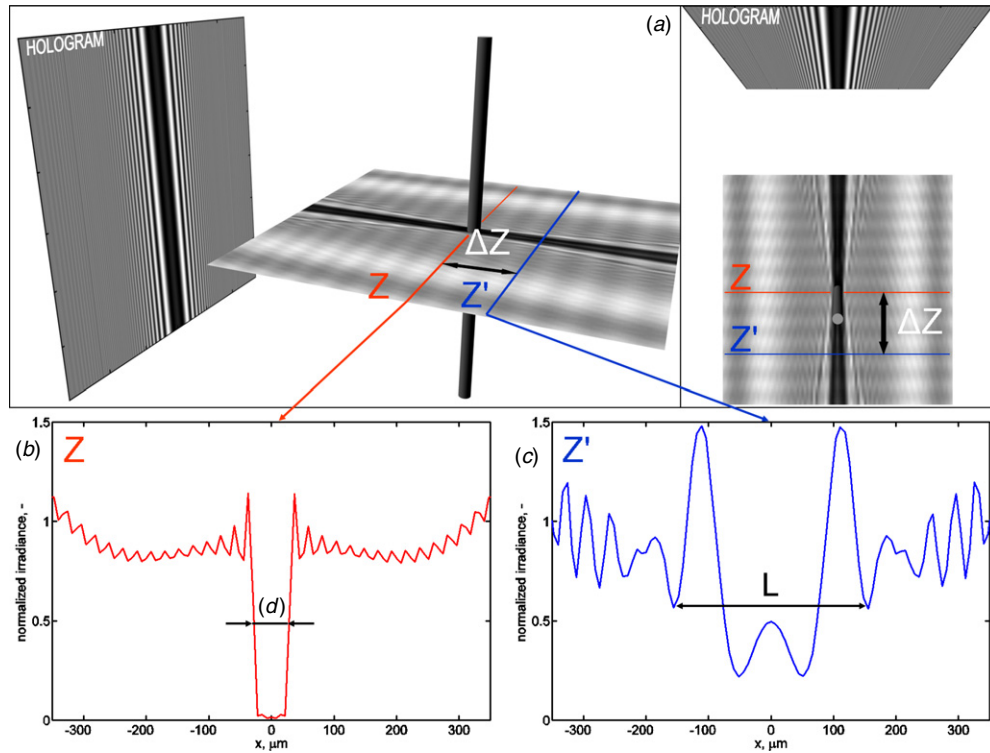 HOLOGRAM
(a)
HOLOGRAM
ΔZ
Z
Z'
Z
Z'
ΔZ
(b)
Z
(d)
1.5
1
0.5
0
normalized irradiance, -
-300 -200 -100 0 100 200 300
x, μm
(c)
Z'
L
1.5
1
0.5
0
normalized irradiance, -
-300 -200 -100 0 100 200 300
x, μm